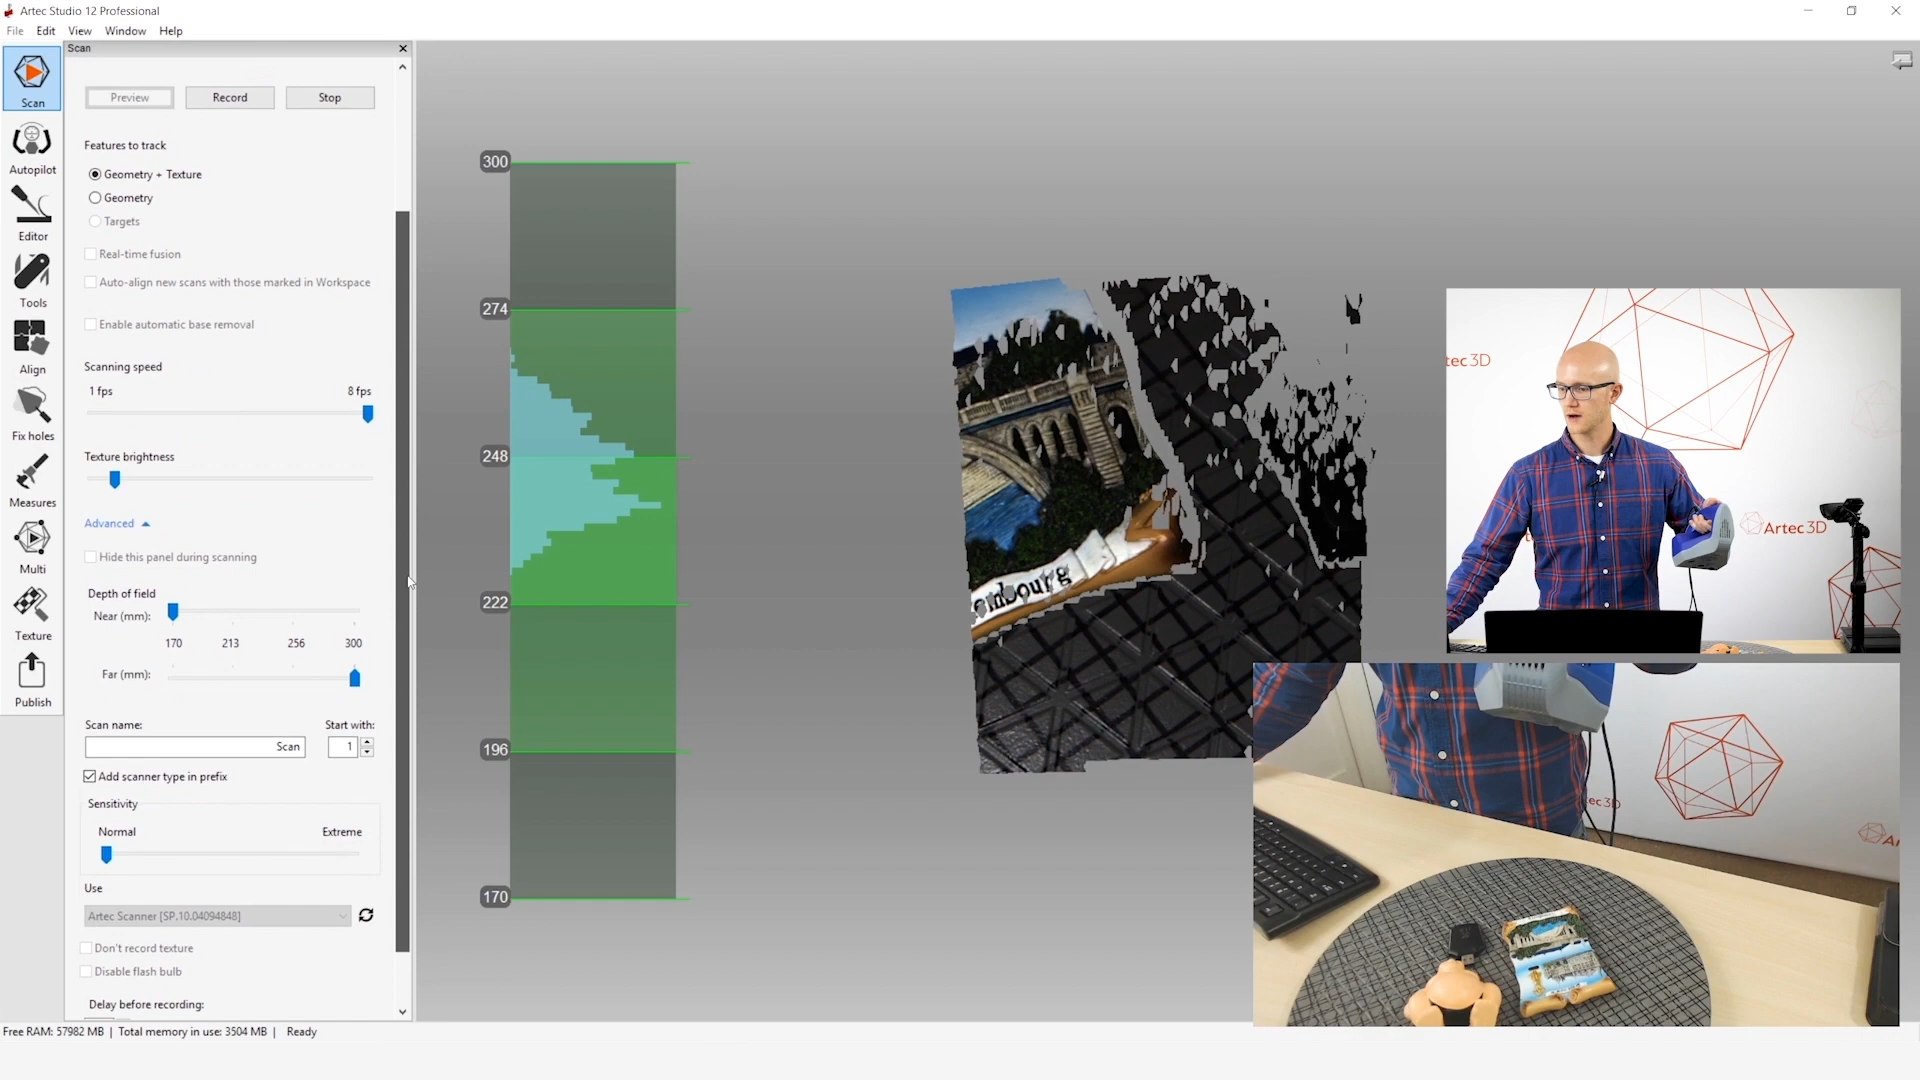 Artec Studio 12 Professional
File Edit View Window Help
Scan
Preview Record Stop
Features to track
Geometry + Texture
Geometry
Targets
Real-time fusion
Auto-align new scans with those marked in Workspace
Enable automatic base removal
Scanning speed
1 fps 8 fps
Texture brightness
Advanced
Hide this panel during scanning
Depth of field
Near (mm):
170 213 256 300
Far (mm):
Scan name: Start with:
Scan 1
Add scanner type in prefix
Sensitivity
Normal Extreme
Use
Artec Scanner [SP.10.04094848]
Don't record texture
Disable flash bulb
Delay before recording:
Scan
Autopilot
Editor
Tools
Align
Fix holes
Measures
Multi
Texture
Publish
300
274
248
222
196
170
mbourg
tec 3D
Artec 3D
ec 3D
Free RAM: 57982 MB | Total memory in use: 3504 MB | Ready